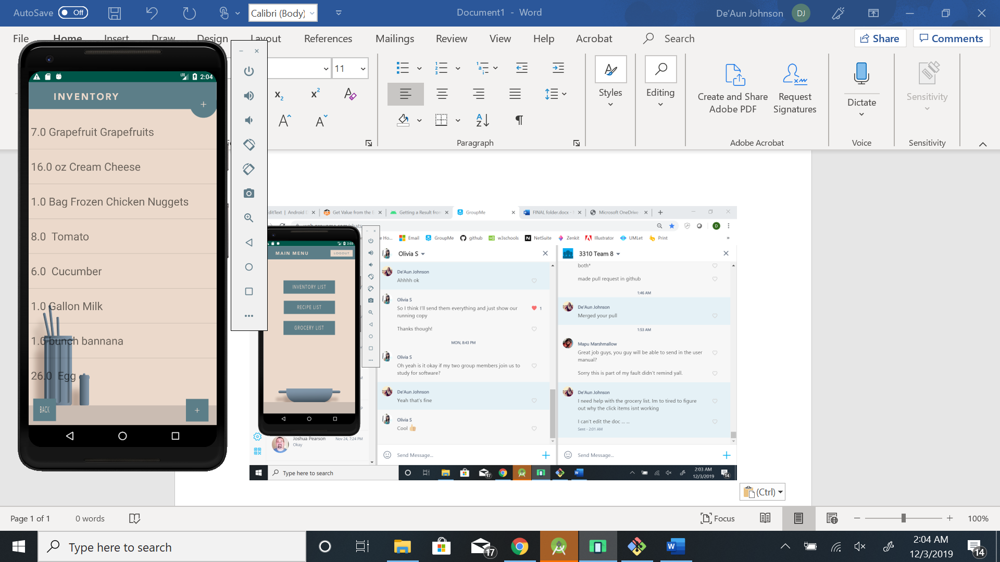 AutoSave Off
Calibri (Body)
Document1 - Word
De'Aun Johnson DJ
File Home Insert Draw Design Layout References Mailings Review View Help Acrobat Search
Share Comments
11
Styles
Editing
Create and Share
Adobe PDF
Request
Signatures
Dictate
Sensitivity
Paragraph
Adobe Acrobat
Voice
Sensitivity
LTE 2:04
INVENTORY
+
7.0 Grapefruit Grapefruits
16.0 oz Cream Cheese
1.0 Bag Frozen Chicken Nuggets
8.0 Tomato
6.0 Cucumber
1.0 Gallon Milk
1.0 bunch bannana
26.0 Egg
BACK
+
ditText | Android D
Get Value from the E
Getting a Result from
GroupMe
FINAL folder.docx -
Microsoft OneDrive
Email GroupMe github w3schools NetSuite Zenkit Illustrator UMLet Print
2:03
MAIN MENU
LOGOUT
INVENTORY LIST
RECIPE LIST
GROCERY LIST
Olivia S
De'Aun Johnson
Ahhhh ok
Olivia S
So I think I'll send them everything and just show our
running copy
1
Thanks though!
MON, 8:43 PM
Olivia S
Oh yeah is it okay if my two group members join us to
study for software?
De'Aun Johnson
Yeah that's fine
Olivia S
Cool
Send Message...
3310 Team 8
both*
made pull request in github
1:46 AM
De'Aun Johnson
Merged your pull
1:53 AM
Mapu Marshmallow
Great job guys, you guy will be able to send in the user
manual?
Sorry this is part of my fault didn't remind yall.
De'Aun Johnson
I need help with the grocery list. Im to tired to figure
out why the click items isnt working
I can't edit the doc ... ...
Sent - 2:01 AM
Send Message...
Joshua Pearson
Nov 24, 7:24 PM
Okay
Type here to search
17
2:03 AM
12/3/2019
14
(Ctrl)
Page 1 of 1
0 words
Focus
100%
Type here to search
17
2:04 AM
12/3/2019
14